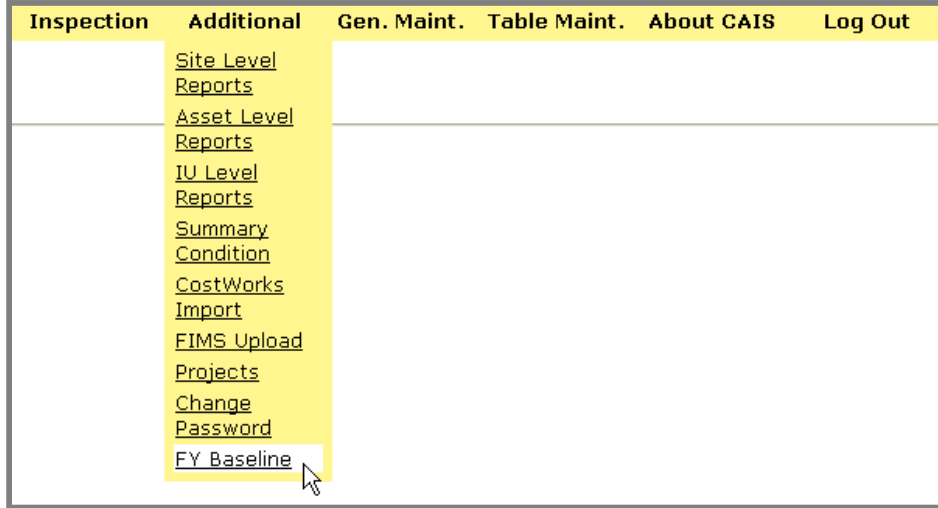 Inspection Additional Gen. Maint. Table Maint. About CAIS Log Out
Site Level
Reports
Asset Level
Reports
IU Level
Reports
Summary
Condition
CostWorks
Import
FIMS Upload
Projects
Change
Password
FY Baseline